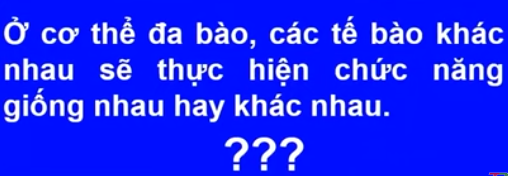 Ở cơ thể đa bào, các tế bào khác
nhau sẽ thực hiện chức năng
giống nhau hay khác nhau.
???